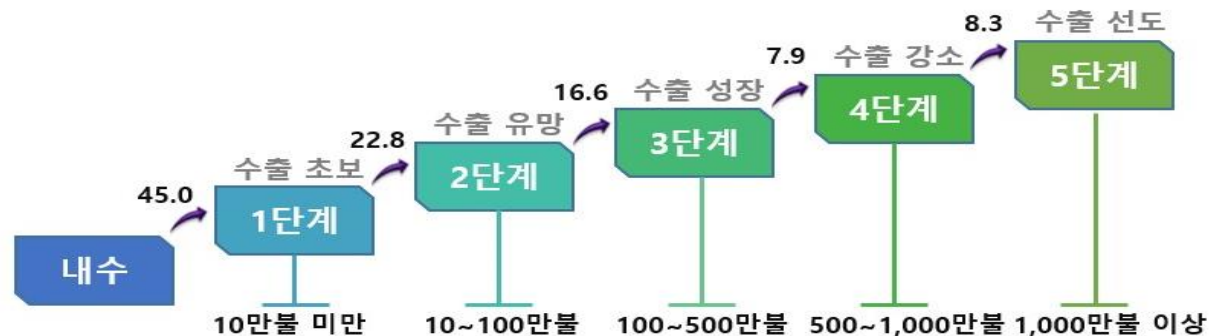 8.3 수출 선도
7.9 수출 강소
5단계
16.6 수출 성장
4단계
22.8 수출 유망
3단계
45.0 수출 초보
2단계
1단계
내수
10만불 미만 10~100만불 100~500만불 500~1,000만불 1,000만불 이상